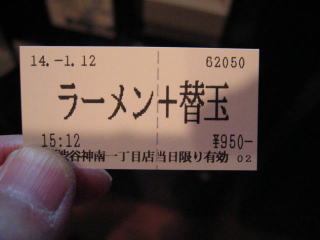 14.-1.12 62050
ラーメン+替玉
15:12 ¥950-
渋谷神南一丁目店当日限り有効 02